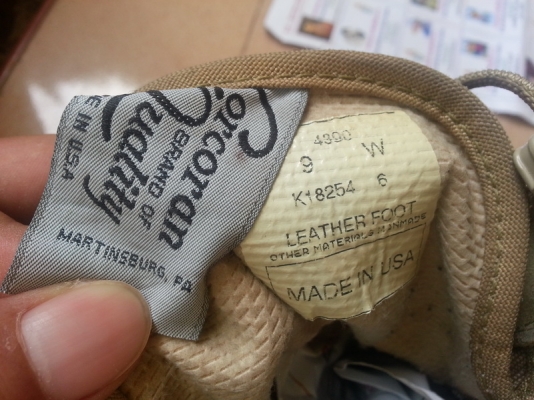 Corcoran
BRAND OF
Quality
MADE IN USA
MARTINSBURG, PA
4390
9 W
K18254 6
LEATHER FOOT
OTHER MATERIALS MANMADE
MADE IN USA